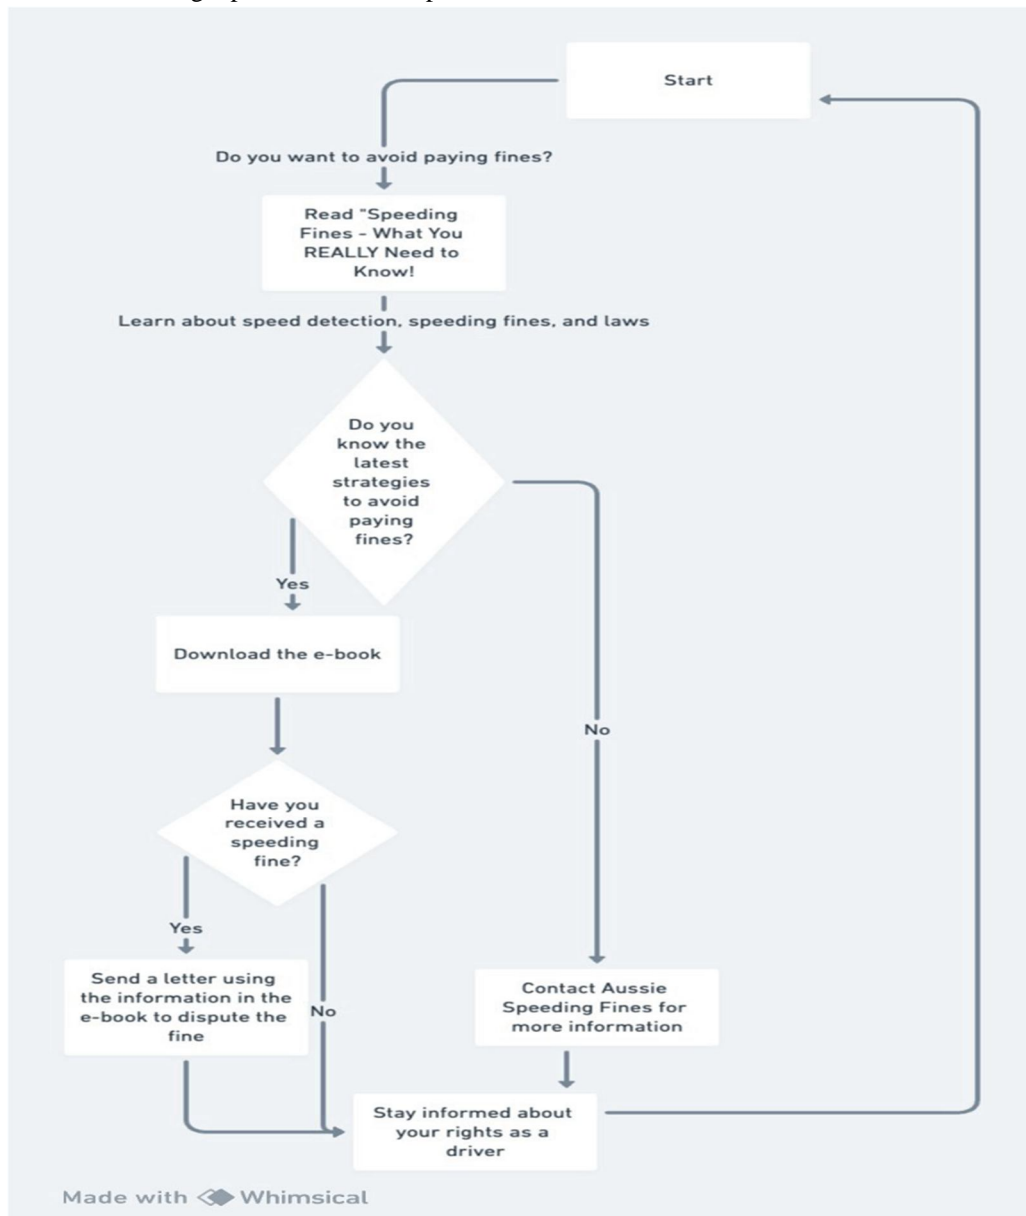 Start
Do you want to avoid paying fines?
Read "Speeding
Fines - What You
REALLY Need to
Know!
Learn about speed detection, speeding fines, and laws
Do you
know the
latest
strategies
to avoid
paying
fines?
Yes
Download the e-book
No
Have you
received a
speeding
fine?
Yes
Send a letter using
the information in the
e-book to dispute the
fine
No
Contact Aussie
Speeding Fines for
more information
Stay informed about
your rights as a
driver
Made with Whimsical